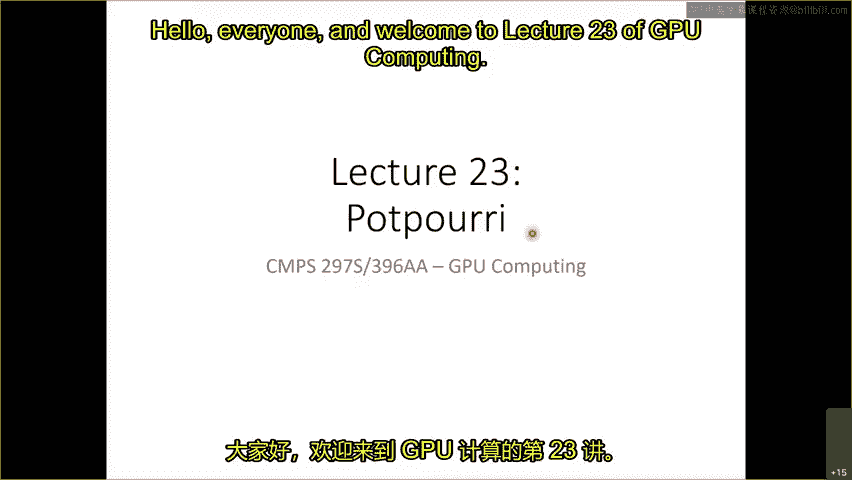 Hello, everyone, and welcome to Lecture 23 of GPU
Computing.
Lecture 23:
Potpourri
CMPS 297S/396AA – GPU Computing
大家好，欢迎来到 GPU 计算的第 23 讲。
+15